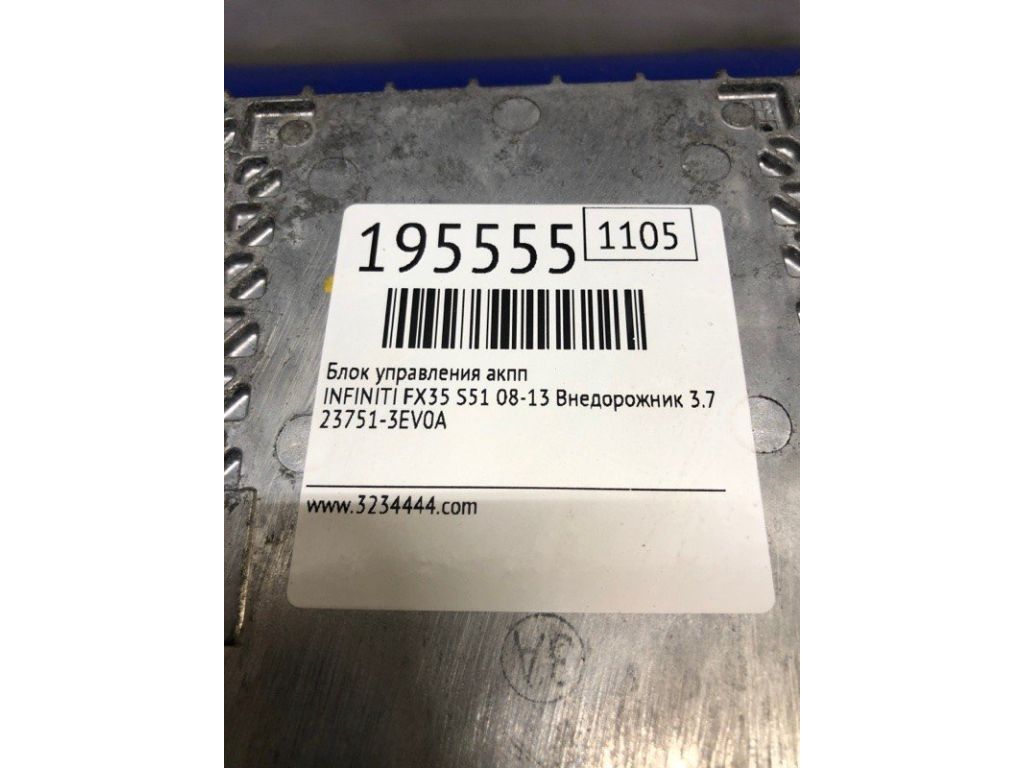 195555 1105
Блок управления акпп
INFINITI FX35 S51 08-13 Внедорожник 3.7
23751-3EV0A
www.3234444.com